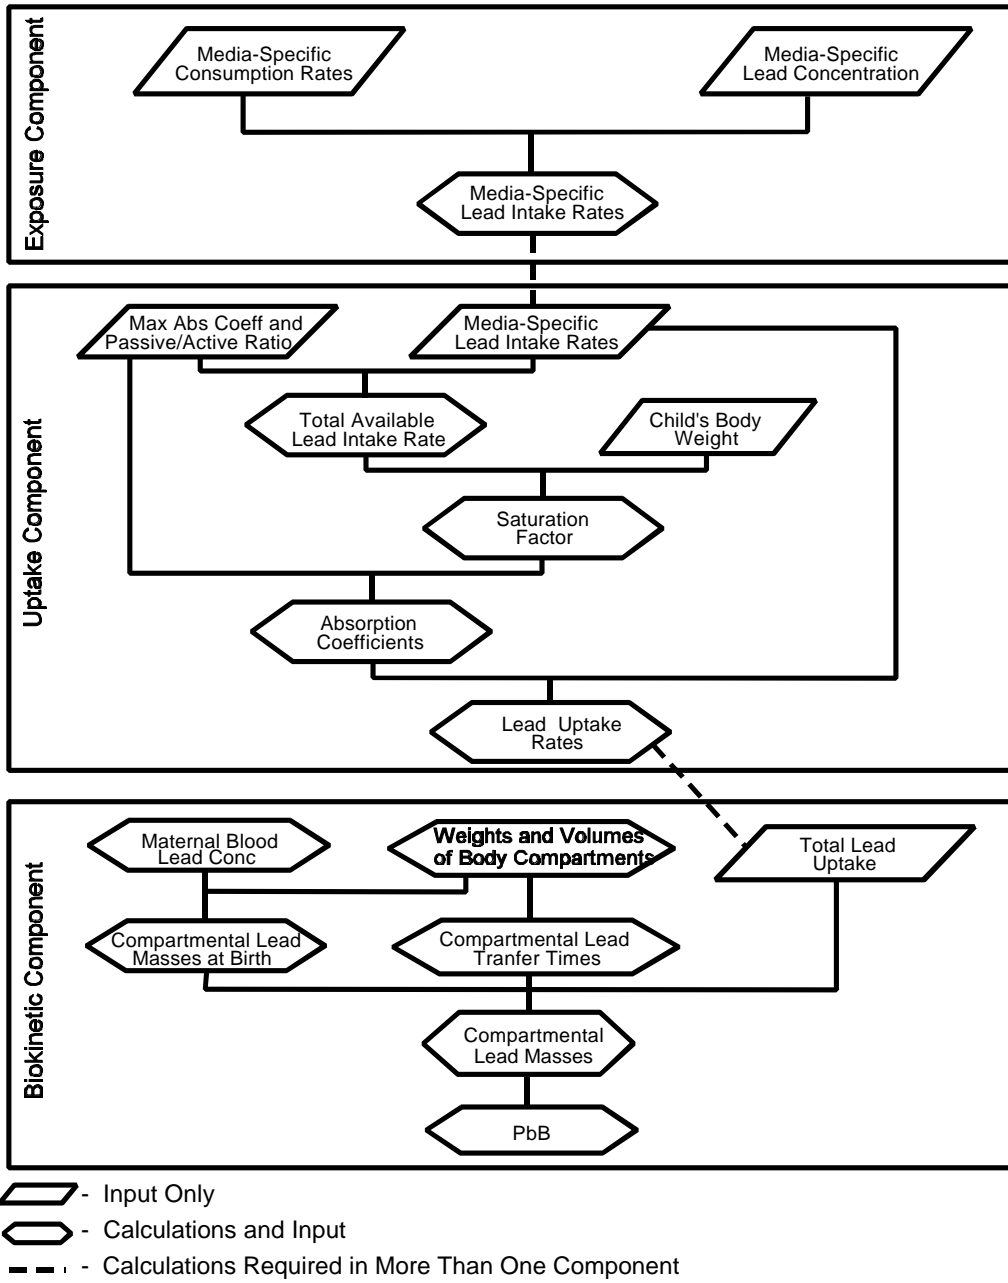 Exposure Component
Media-Specific
Consumption Rates
Media-Specific
Lead Concentration
Media-Specific
Lead Intake Rates
Uptake Component
Max Abs Coeff and
Passive/Active Ratio
Media-Specific
Lead Intake Rates
Total Available
Lead Intake Rate
Child's Body
Weight
Saturation
Factor
Absorption
Coefficients
Lead Uptake
Rates
Biokinetic Component
Maternal Blood
Lead Conc
Weights and Volumes
of Body Compartments
Total Lead
Uptake
Compartmental Lead
Masses at Birth
Compartmental Lead
Tranfer Times
Compartmental
Lead Masses
PbB
- Input Only
- Calculations and Input
- Calculations Required in More Than One Component